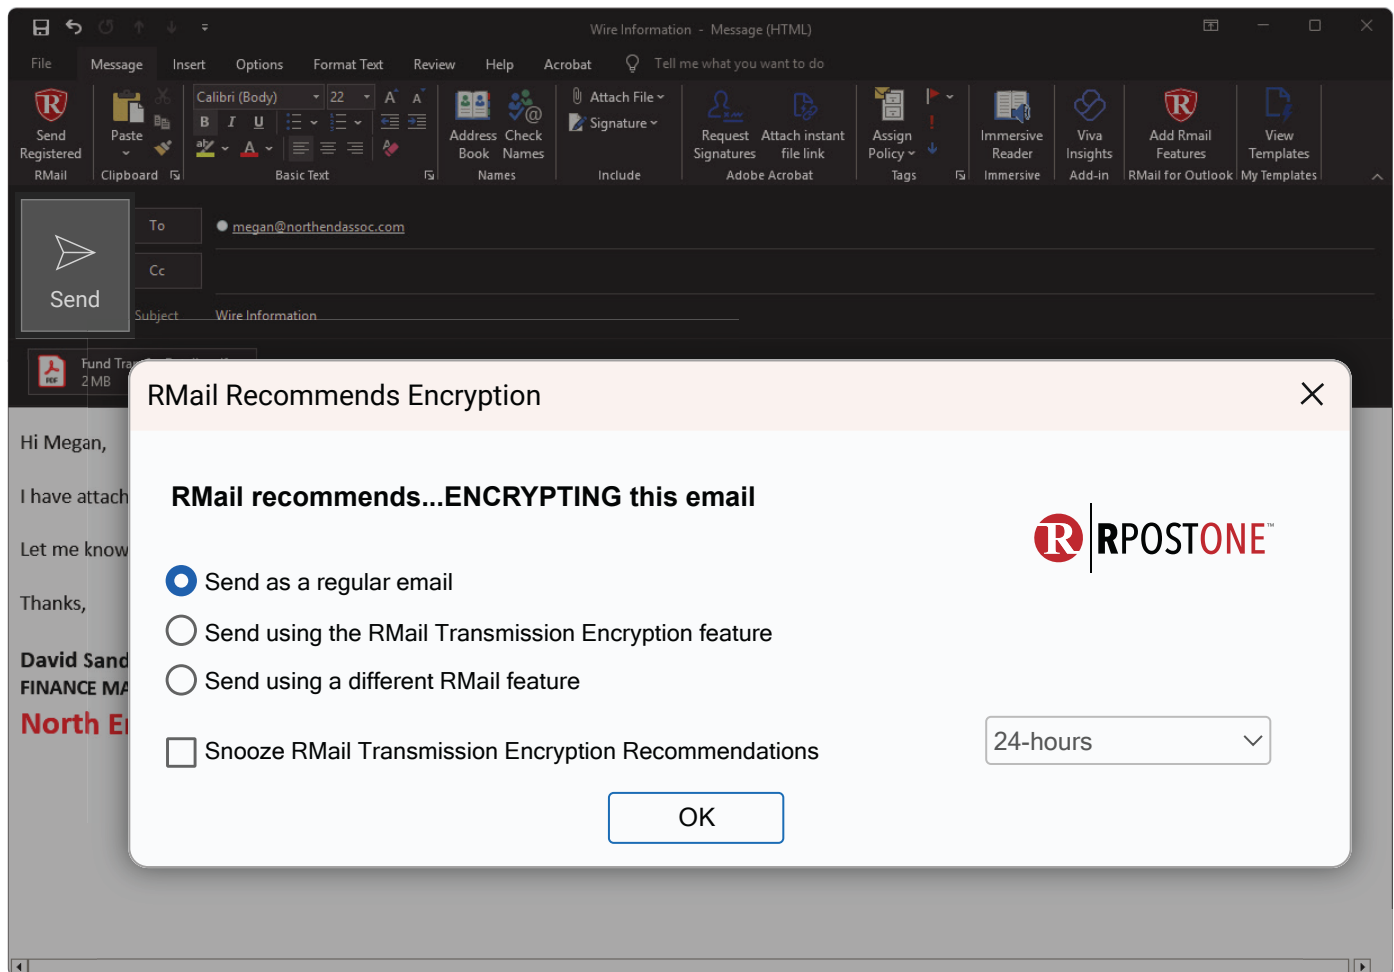 Wire Information - Message (HTML)
File Message Insert Options Format Text Review Help Acrobat Tell me what you want to do
Calibri (Body) 22 A A Attach File
B I U Signature
Send Registered
Paste
ab A
Address Book
Check Names
Request Signatures
Attach instant file link
Assign Policy
Immersive Reader
Viva Insights
Add Rmail Features
View Templates
RMail Clipboard Basic Text Names Include Adobe Acrobat Tags Immersive Add-in RMail for Outlook My Templates
Send
To megan@northendassoc.com
Cc
Subject Wire Information
PDF
Fund
2 MB
RMail Recommends Encryption
Hi Megan,
I have attach
Let me know
Thanks,
David Sand
FINANCE MA
North
RMail recommends...ENCRYPTING this email
R RPOSTONE™
Send as a regular email
Send using the RMail Transmission Encryption feature
Send using a different RMail feature
Snooze RMail Transmission Encryption Recommendations
24-hours
OK